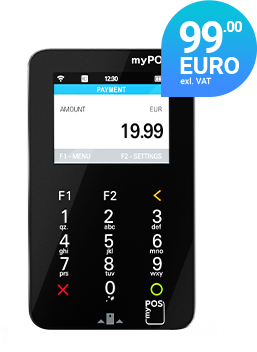 99.00
EURO
excl. VAT
myPOS
12:30
PAYMENT
AMOUNT EUR
19.99
F1 - MENU F2 - SETTINGS
F1 F2 <
1 2 3
qz. abc def
4 5 6
ghi jkl mno
7 8 9
prs tuv wxy
0
myPOS